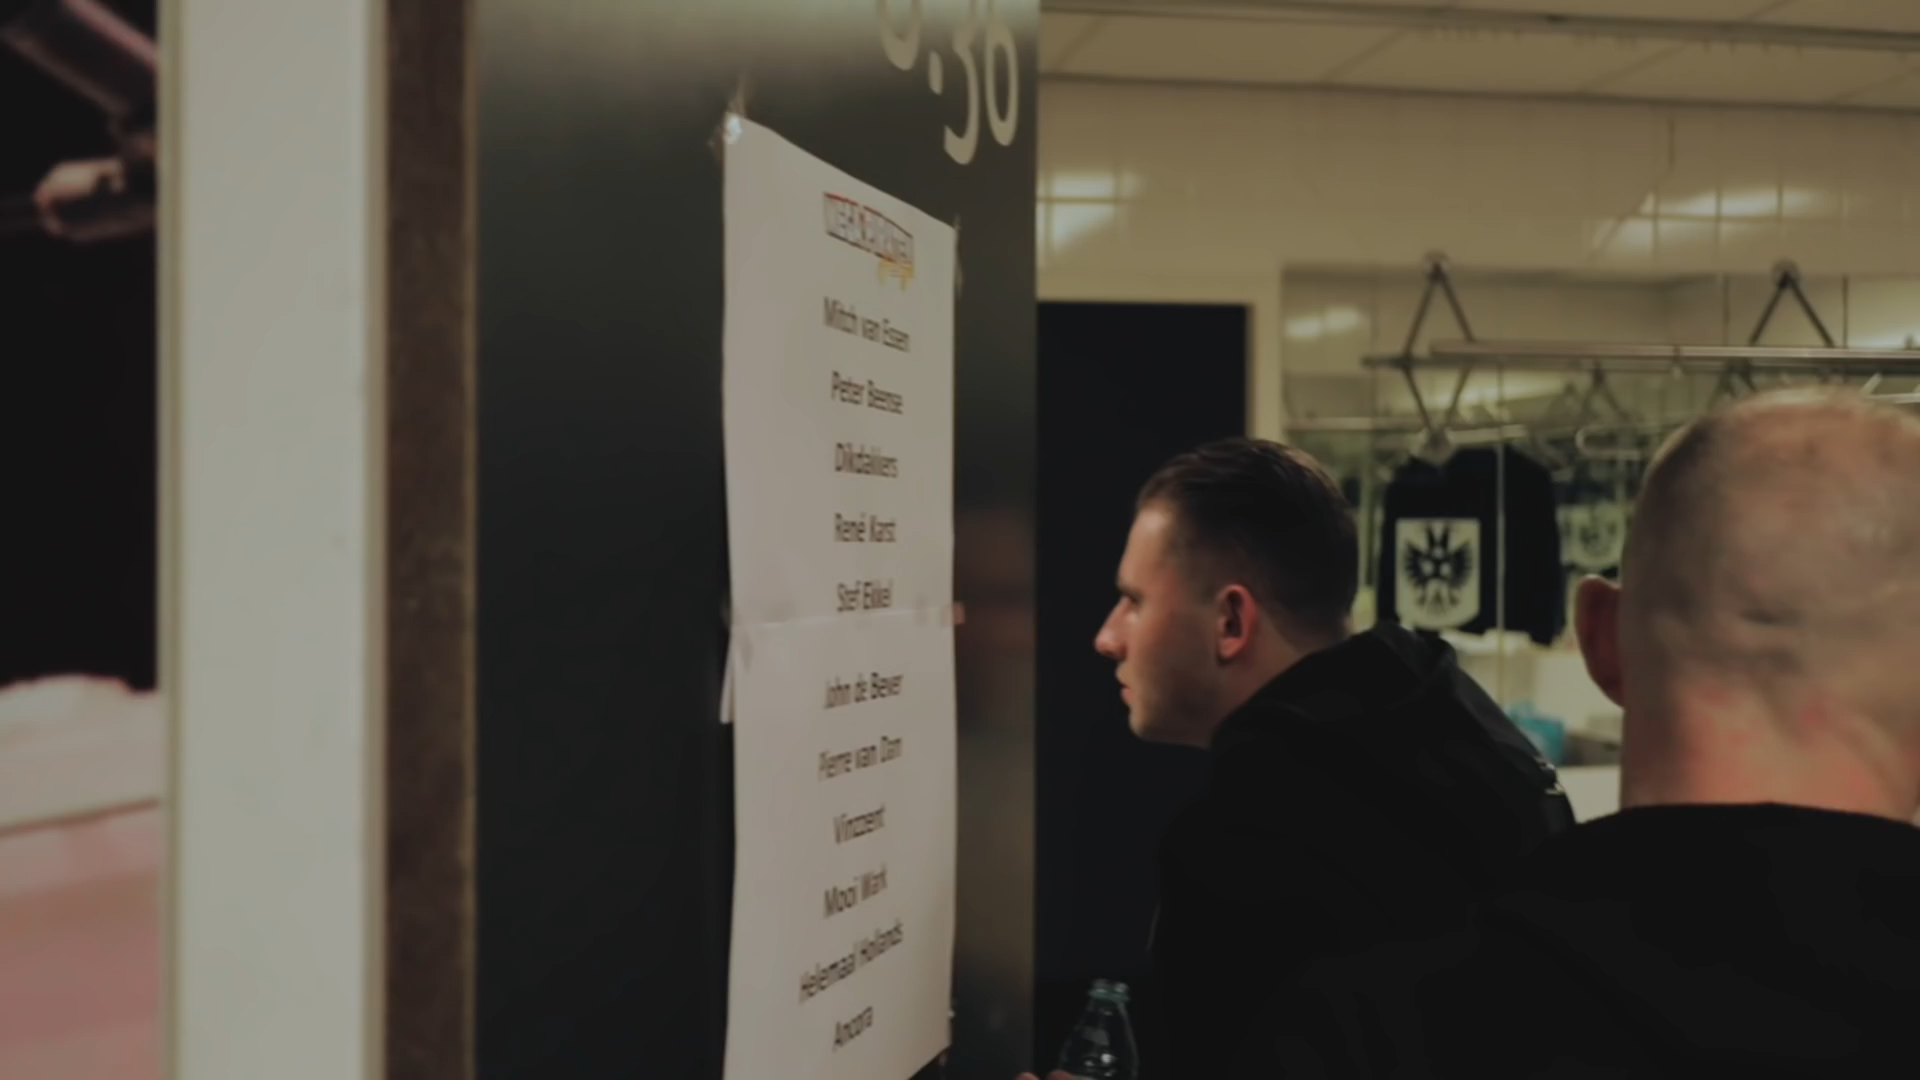 :36
Mitch van Essen
Peter Beense
Dikdakkers
René Karst
Stef Ekkel
John de Bever
Pierre van Dam
Vinzzent
Mooi Wark
Helemaal Hollands
Ancora